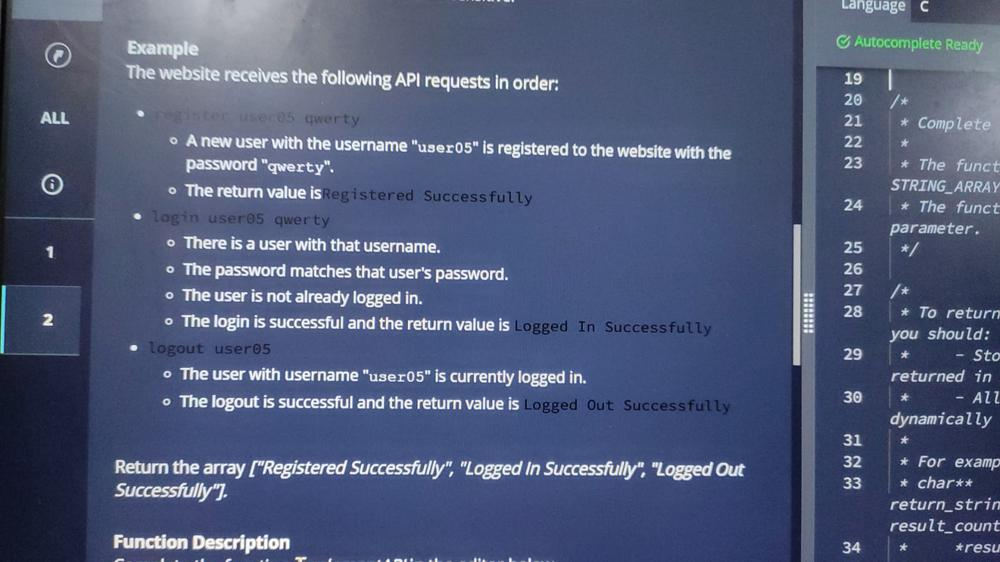 Language C
Autocomplete Ready
ALL
1
2
Example
The website receives the following API requests in order:
register user05 qwerty
A new user with the username "user05" is registered to the website with the
password "qwerty".
The return value isRegistered Successfully
login user05 qwerty
There is a user with that username.
The password matches that user's password.
The user is not already logged in.
The login is successful and the return value is Logged In Successfully
logout user05
The user with username "user05" is currently logged in.
The logout is successful and the return value is Logged Out Successfully
Return the array ["Registered Successfully", "Logged In Successfully", "Logged Out
Successfully"].
Function Description
19
20 /*
21 * Complete
22 *
23 * The funct
STRING_ARRAY
24 * The funct
parameter.
25 */
26
27 /*
28 * To return
you should:
29 * - Sto
returned in
30 * - All
dynamically
31 *
32 * For examp
33 * char**
return_strin
result_count
34 * *resu